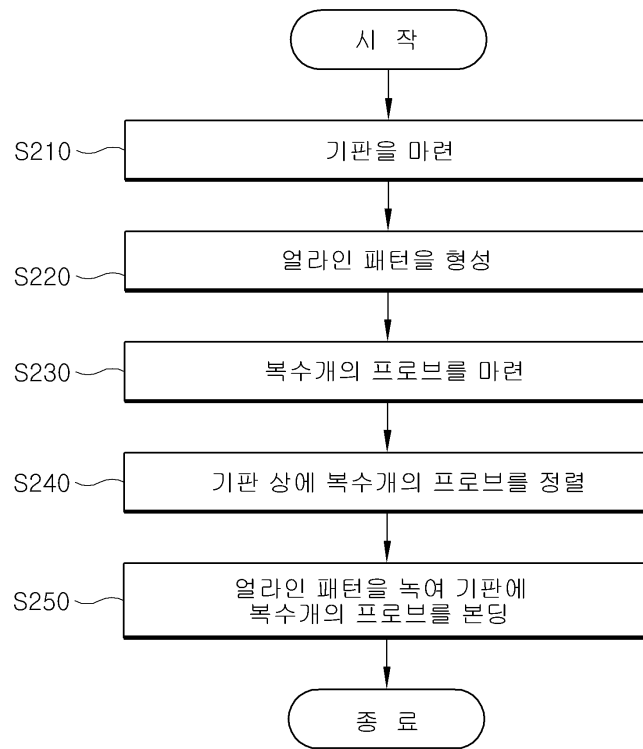 시 작
S210
기판을 마련
S220
얼라인 패턴을 형성
S230
복수개의 프로브를 마련
S240
기판 상에 복수개의 프로브를 정렬
S250
얼라인 패턴을 녹여 기판에
복수개의 프로브를 본딩
종 료